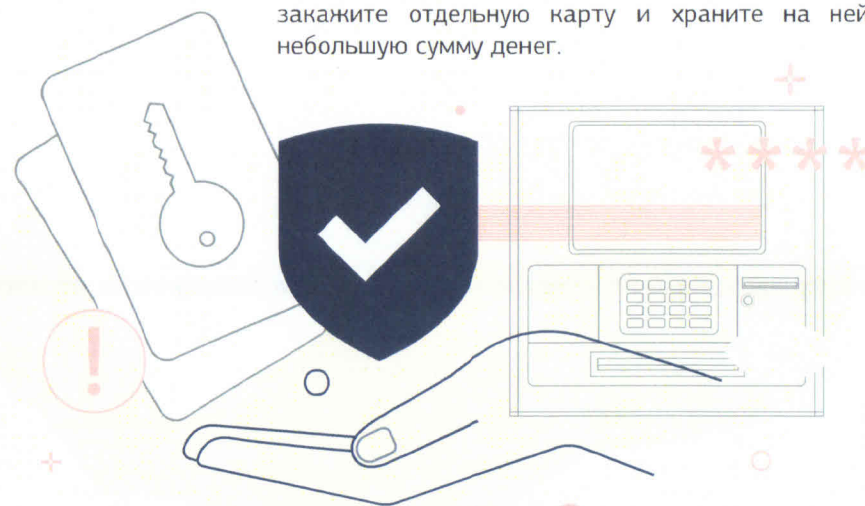 закажите отдельную карту и храните на ней
небольшую сумму денег.
****